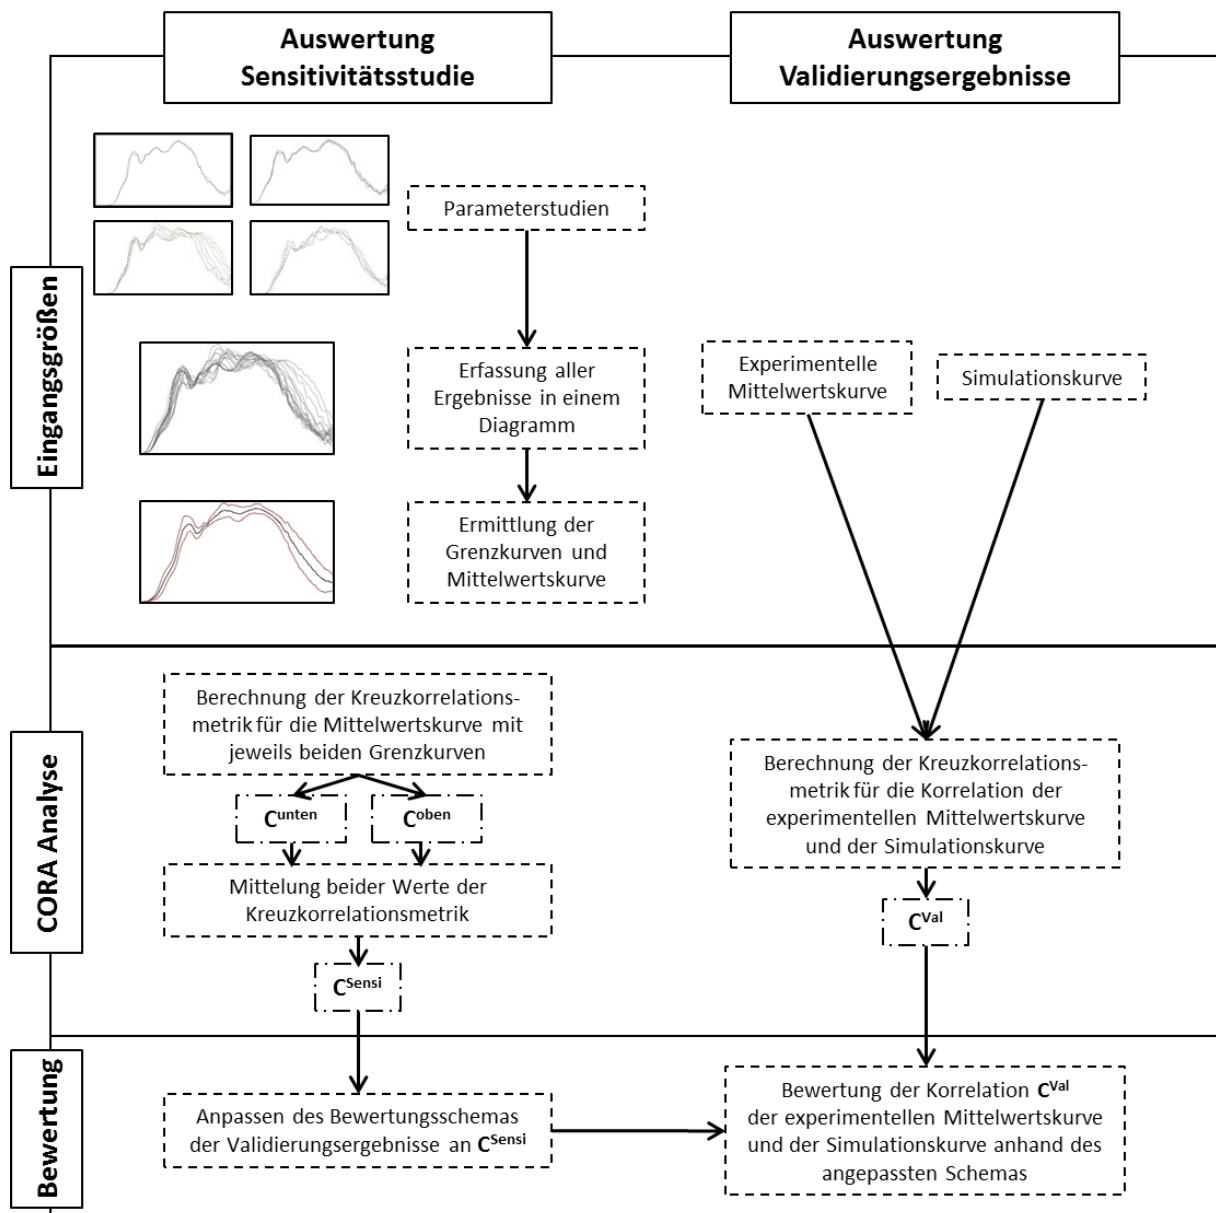 Auswertung
Sensitivitätsstudie
Auswertung
Validierungsergebnisse
Eingangsgrößen
Parameterstudien
Erfassung aller
Ergebnisse in einem
Diagramm
Ermittlung der
Grenzkurven und
Mittelwertskurve
Experimentelle
Mittelwertskurve
Simulationskurve
CORA Analyse
Berechnung der Kreuzkorrelations-
metrik für die Mittelwertskurve mit
jeweils beiden Grenzkurven
Cunten
Coben
Mittelung beider Werte der
Kreuzkorrelationsmetrik
CSensi
Berechnung der Kreuzkorrelations-
metrik für die Korrelation der
experimentellen Mittelwertskurve
und der Simulationskurve
CVal
Bewertung
Anpassen des Bewertungsschemas
der Validierungsergebnisse an CSensi
Bewertung der Korrelation CVal
der experimentellen Mittelwertskurve
und der Simulationskurve anhand des
angepassten Schemas